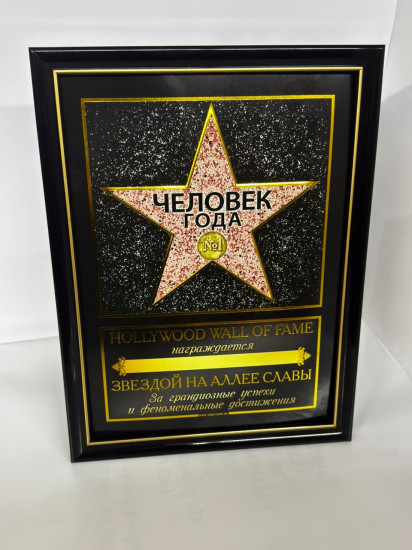 ЧЕЛОВЕК
ГОДА
№1
HOLLYWOOD WALL OF FAME
награждается
ЗВЕЗДОЙ НА АЛЛЕЕ СЛАВЫ
За грандиозные успехи
и феноменальные достижения